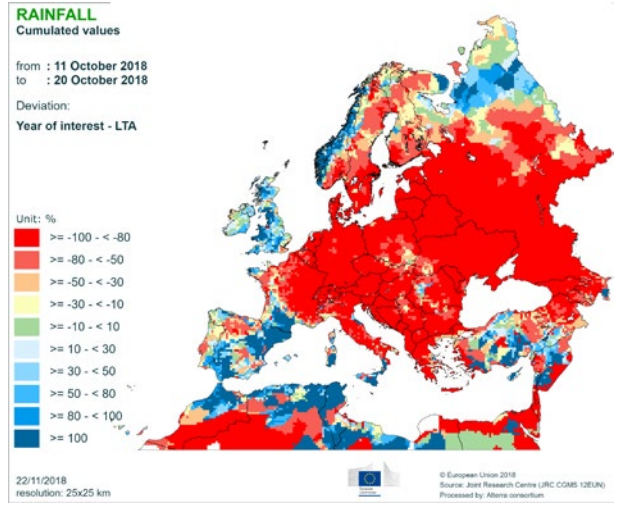 RAINFALL
Cumulated values
from : 11 October 2018
to : 20 October 2018
Deviation:
Year of interest - LTA
Unit: %
>= -100 - < -80
>= -80 - < -50
>= -50 - < -30
>= -30 - < -10
>= -10 - < 10
>= 10 - < 30
>= 30 - < 50
>= 50 - < 80
>= 80 - < 100
>= 100
22/11/2018
resolution: 25x25 km
© European Union 2018
Source: Joint Research Centre (JRC CGMS 12EUN)
Processed by: Alterra consortium